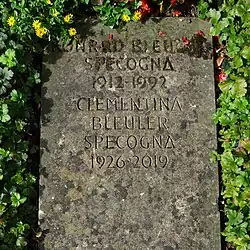 KONRAD BLEULER
SPECOGNA
1912-1992
CLEMENTINA
BLEULER
SPECOGNA
1926-2019